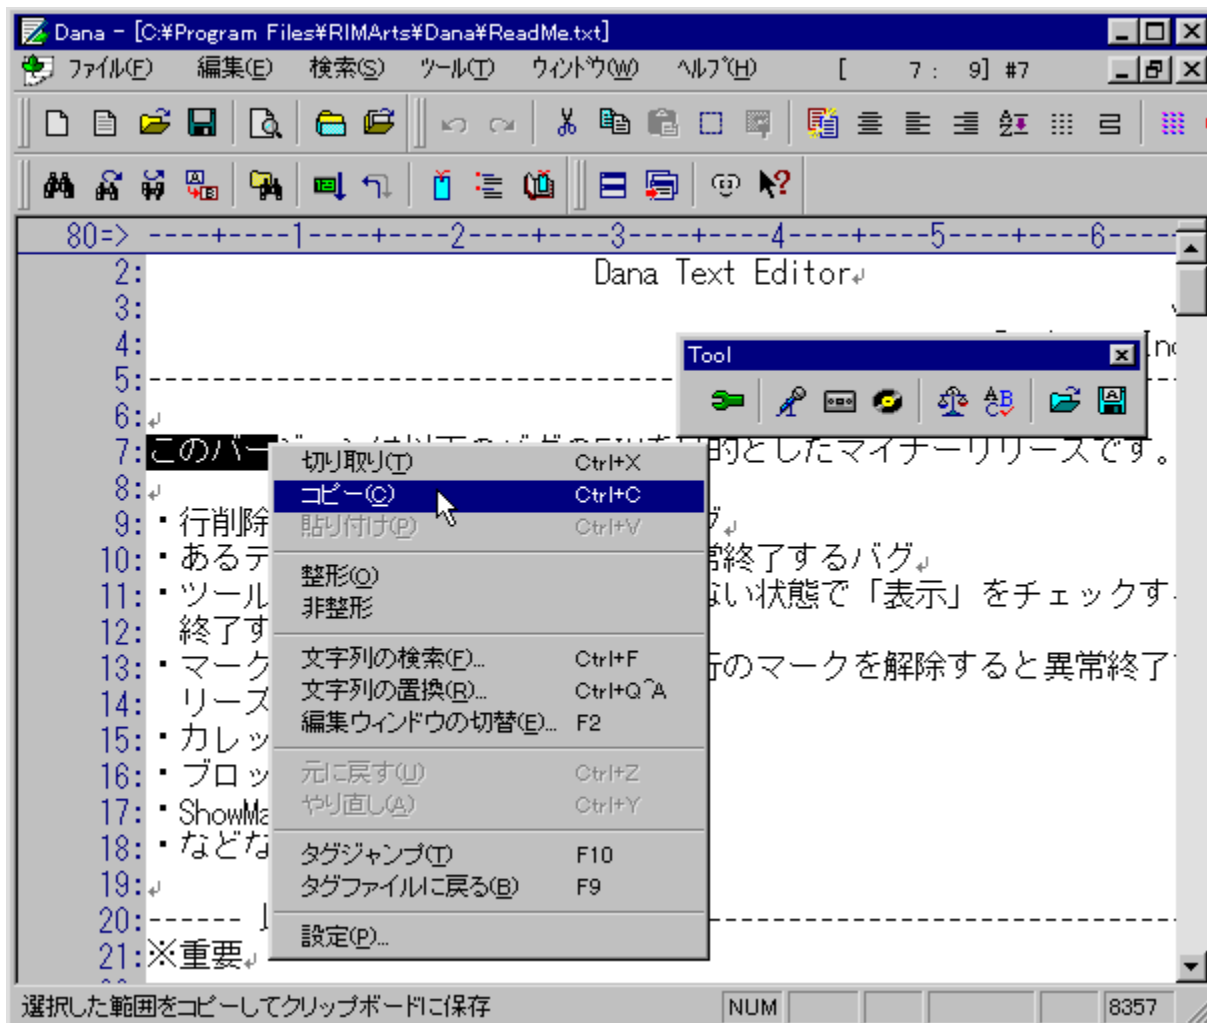 Dana - [C:¥Program Files¥RIMArts¥Dana¥ReadMe.txt]
ファイル(F) 編集(E) 検索(S) ツール(T) ウィンドウ(W) ヘルプ(H) [ 7: 9] #7
80=> ----+----1----+----2----+----3----+----4----+----5----+----6-----
2: Dana Text Editor
3:
4:
Tool
5:
6:
7: このバー 的としたマイナーリリースです。
切り取り(T) Ctrl+X
8:
コピー(C) Ctrl+C
9: ・行削除
貼り付け(P) Ctrl+V
10: ・あるテ 常終了するバグ
整形(O)
11: ・ツール ない状態で「表示」をチェックす
非整形
12: 終了す
文字列の検索(F)... Ctrl+F
13: ・マーク 行のマークを解除すると異常終了
文字列の置換(R)... Ctrl+Q^A
14: リーズ
編集ウィンドウの切替(E)... F2
15: ・カレッ
16: ・ブロッ
元に戻す(U) Ctrl+Z
17: ・ShowMa
やり直し(A) Ctrl+Y
18: ・などな
タグジャンプ(T) F10
19:
タグファイルに戻る(B) F9
20: ------
設定(P)...
21: ※重要
選択した範囲をコピーしてクリップボードに保存 NUM 8357